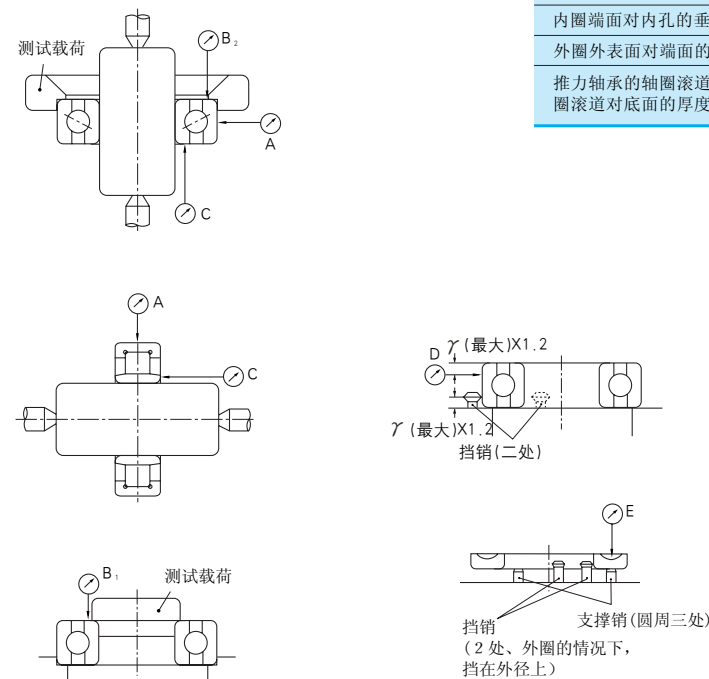 内圈端面对内孔的垂
外圈外表面对端面的
推力轴承的轴圈滚道
圈滚道对底面的厚度
测试载荷
B₂
A
C
A
C
D
γ(最大)X1.2
γ(最大)X1.2
挡销(二处)
B₁
测试载荷
E
挡销
(2处、外圈的情况下，
挡在外径上)
支撑销(圆周三处)